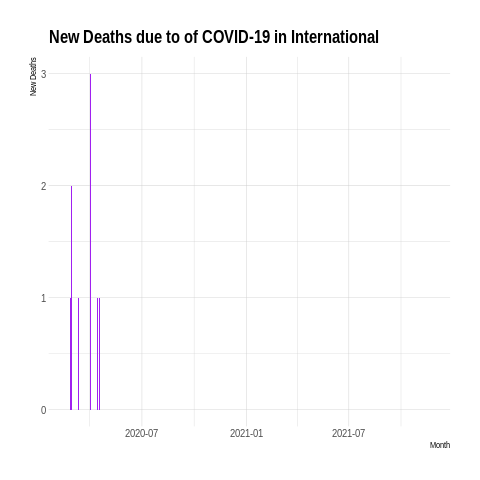 New Deaths due to of COVID-19 in International
New Deaths
3
2
1
0
2020-07
2021-01
2021-07
Month